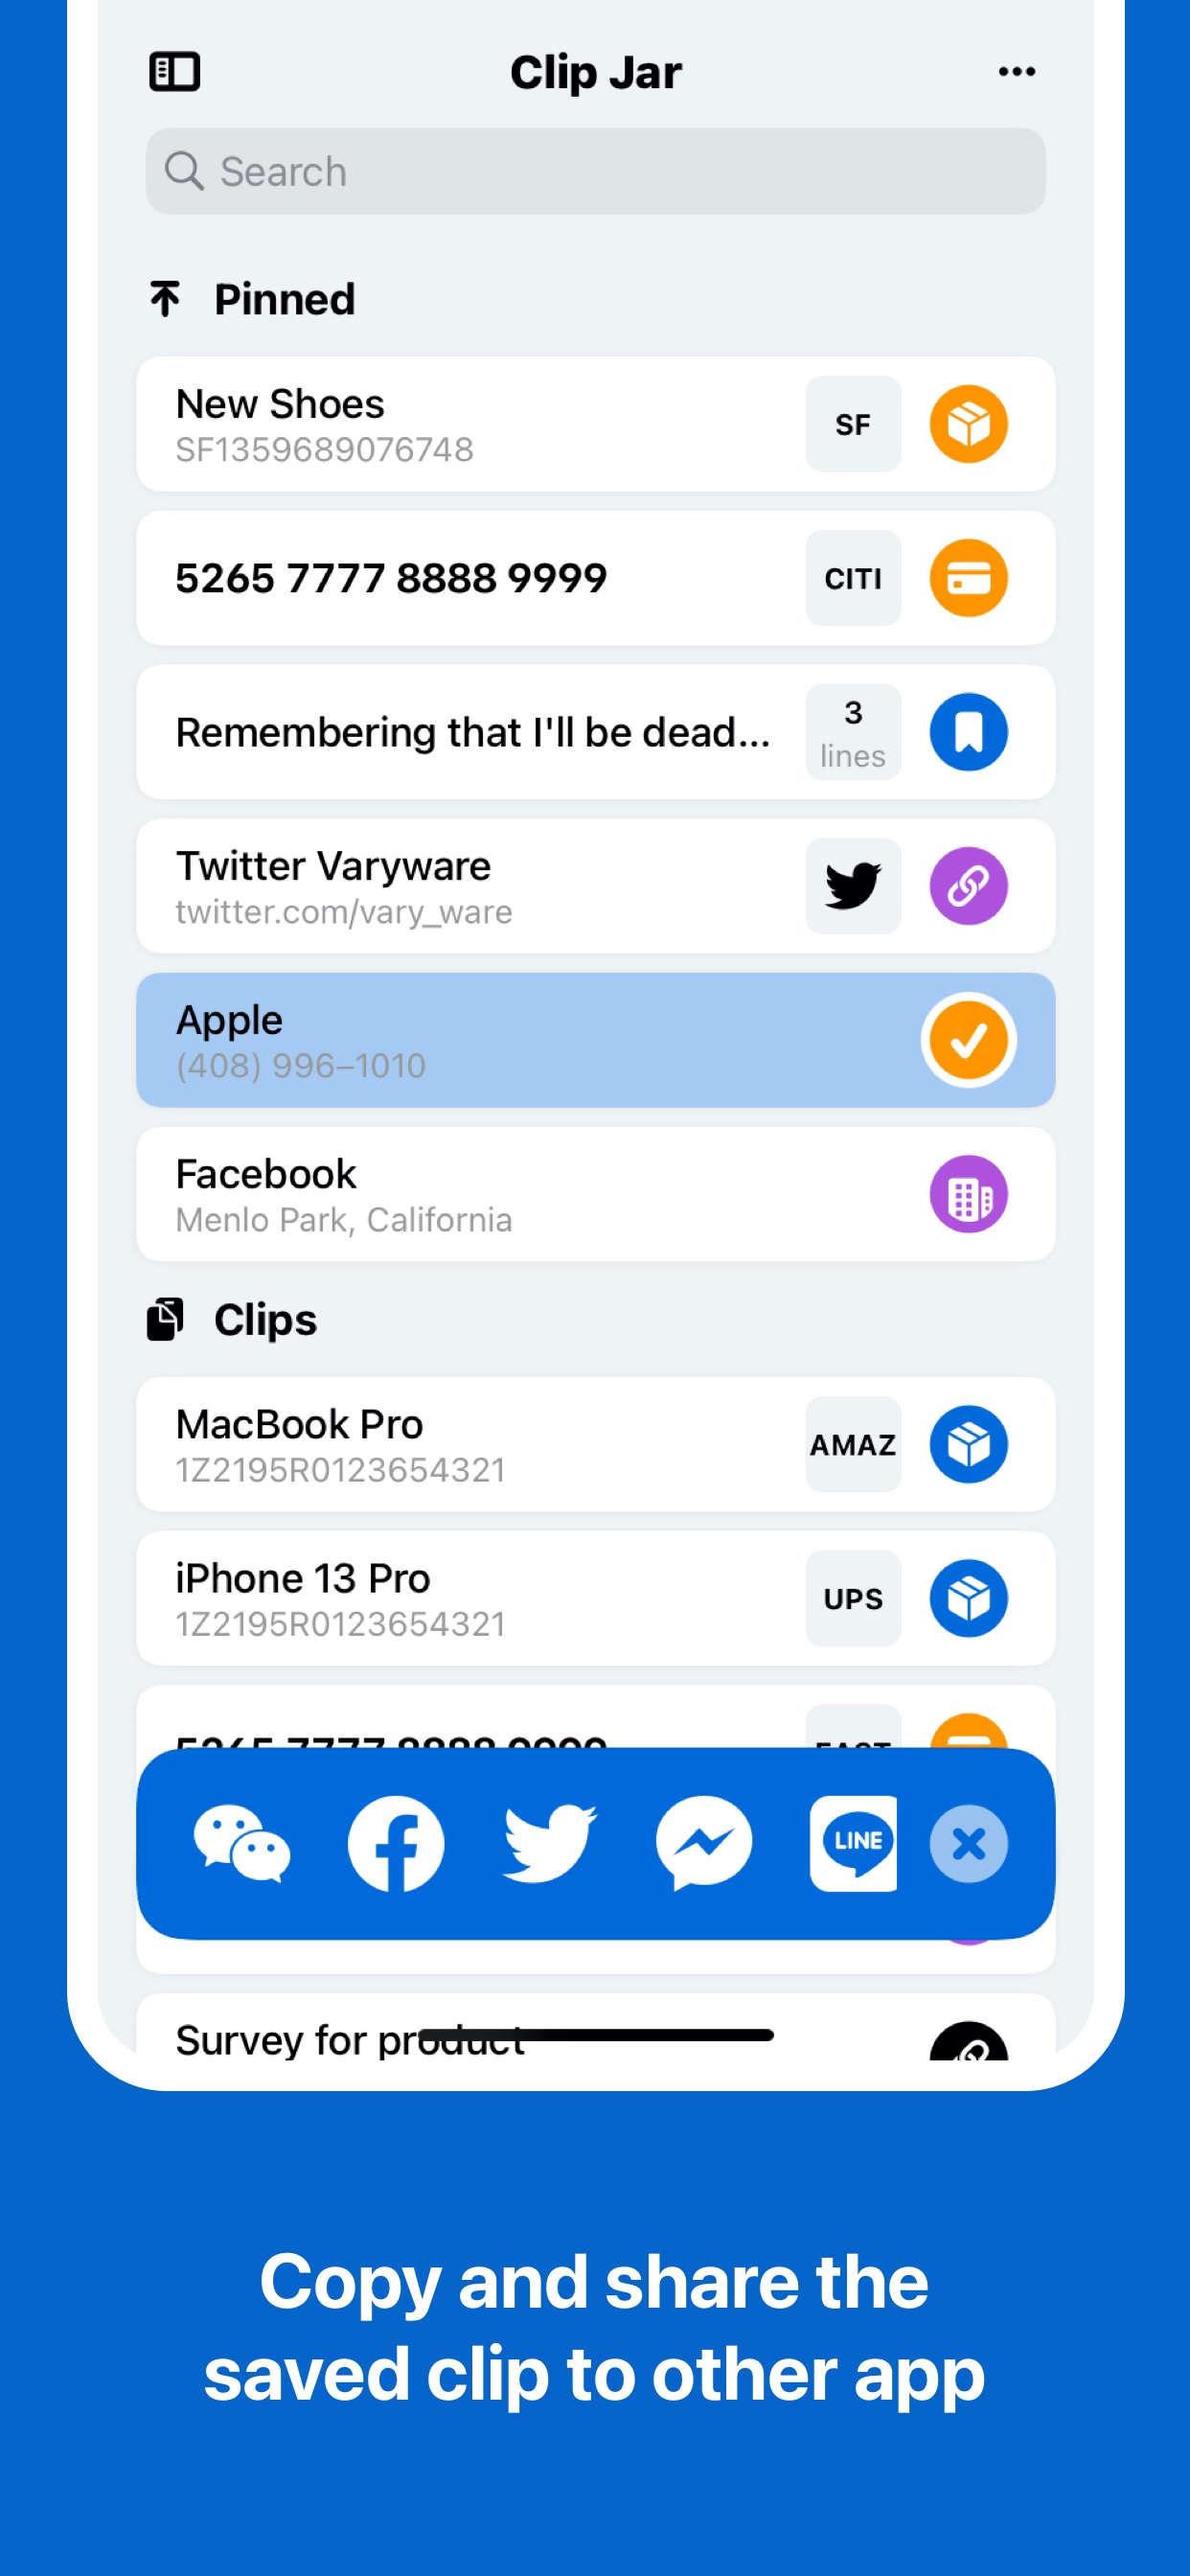 Clip Jar
Search
Pinned
New Shoes
SF1359689076748
SF
5265 7777 8888 9999
CITI
Remembering that I'll be dead...
3
lines
Twitter Varyware
twitter.com/vary_ware
Apple
(408) 996–1010
Facebook
Menlo Park, California
Clips
MacBook Pro
1Z2195R0123654321
AMAZ
iPhone 13 Pro
1Z2195R0123654321
UPS
LINE
Survey for product
Copy and share the
saved clip to other app